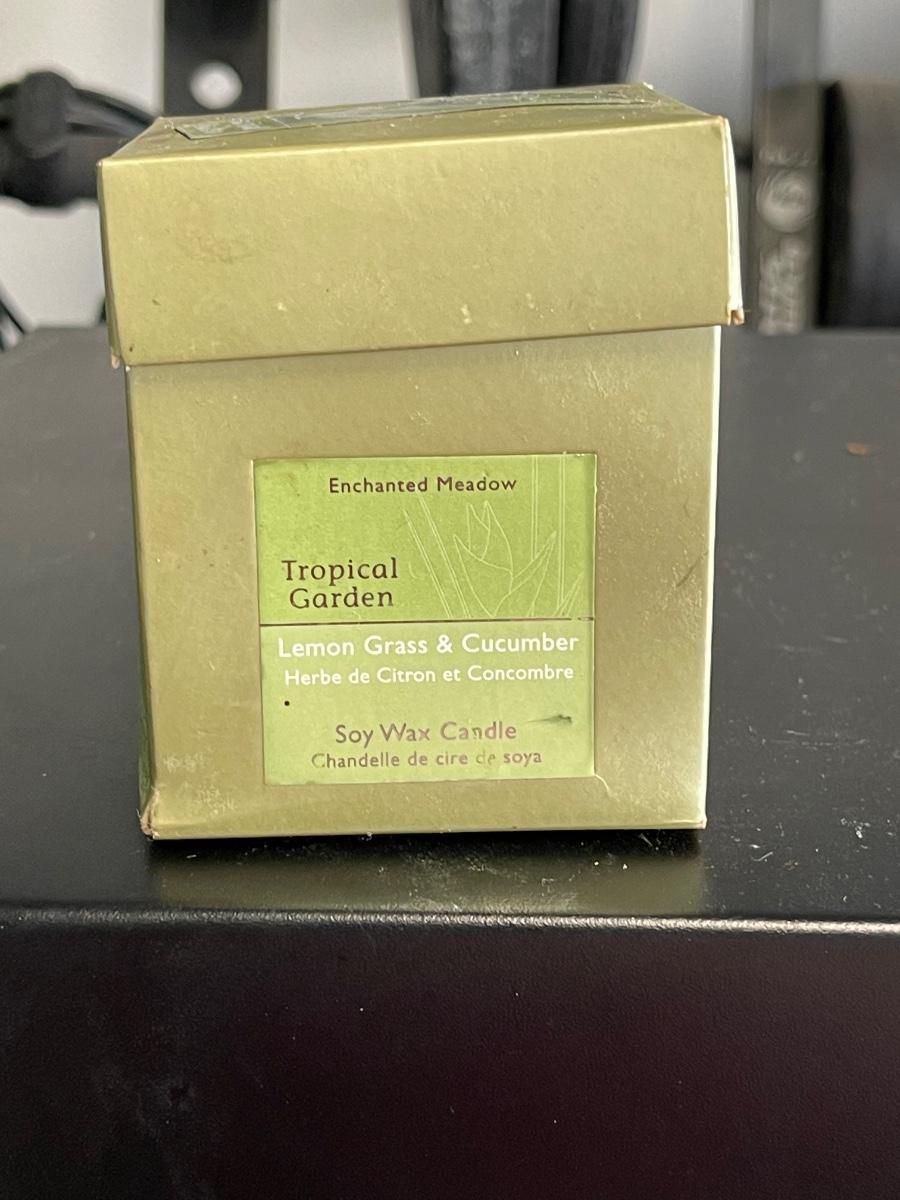 Enchanted Meadow
Tropical
Garden
Lemon Grass & Cucumber
Herbe de Citron et Concombre
Soy Wax Candle
Chandelle de cire de soya